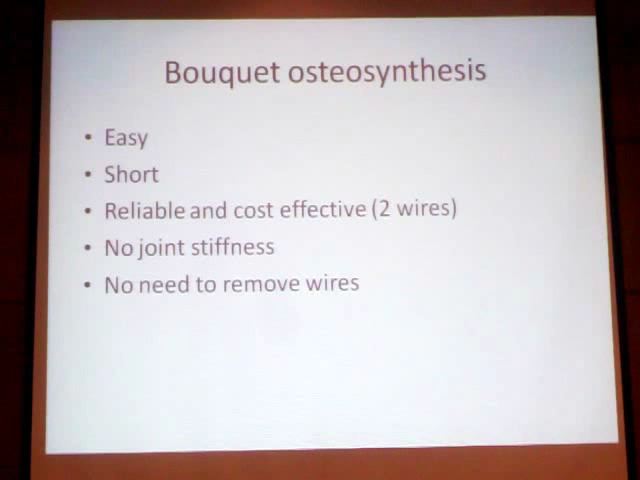 Bouquet osteosynthesis
• Easy
• Short
• Reliable and cost effective (2 wires)
• No joint stiffness
• No need to remove wires